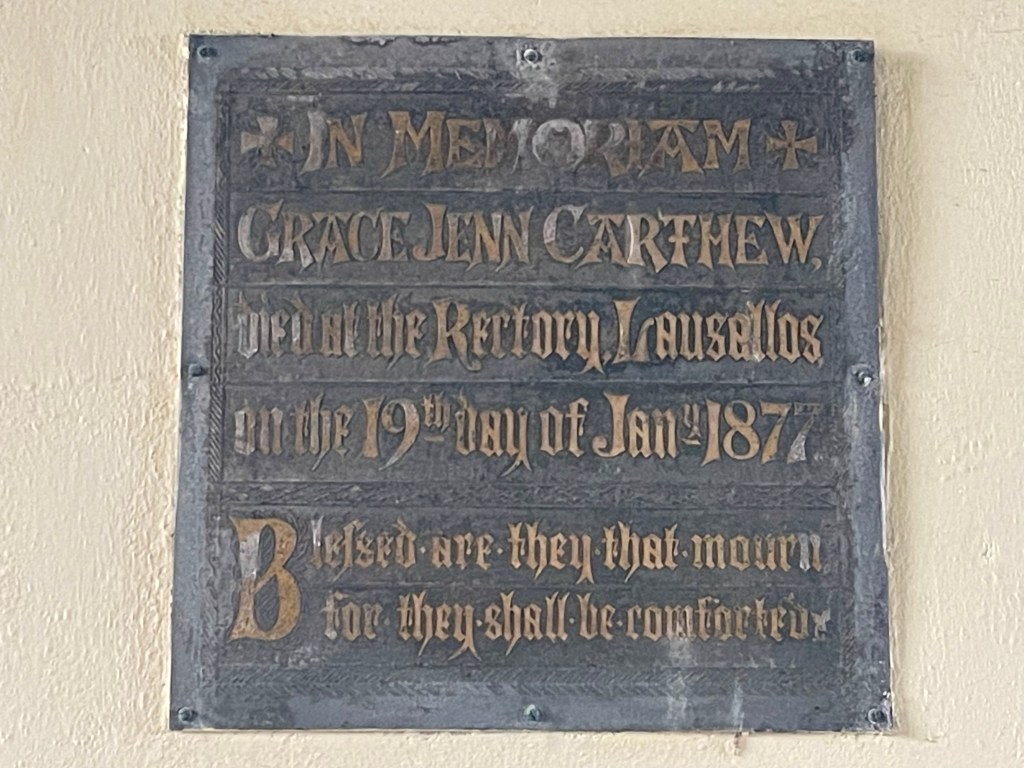 ✠ IN MEMORIAM ✠
GRACE JENN CARTHEW,
died at the Rectory, Lausallos,
on the 19th day of Jany 1877
Blessed · are · they · that · mourn
for · they · shall · be · comforted